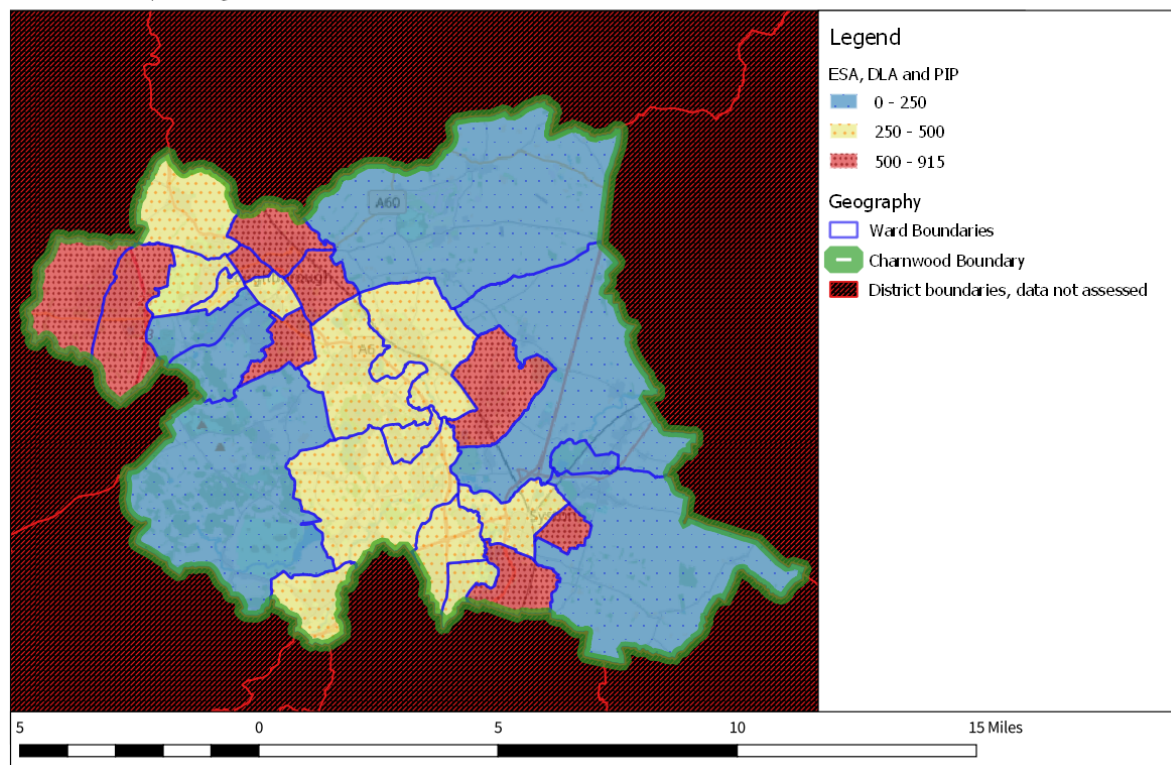 Legend
ESA, DLA and PIP
0 - 250
250 - 500
500 - 915
Geography
Ward Boundaries
Charnwood Boundary
District boundaries, data not assessed
A60
A6
5
0
5
10
15 Miles